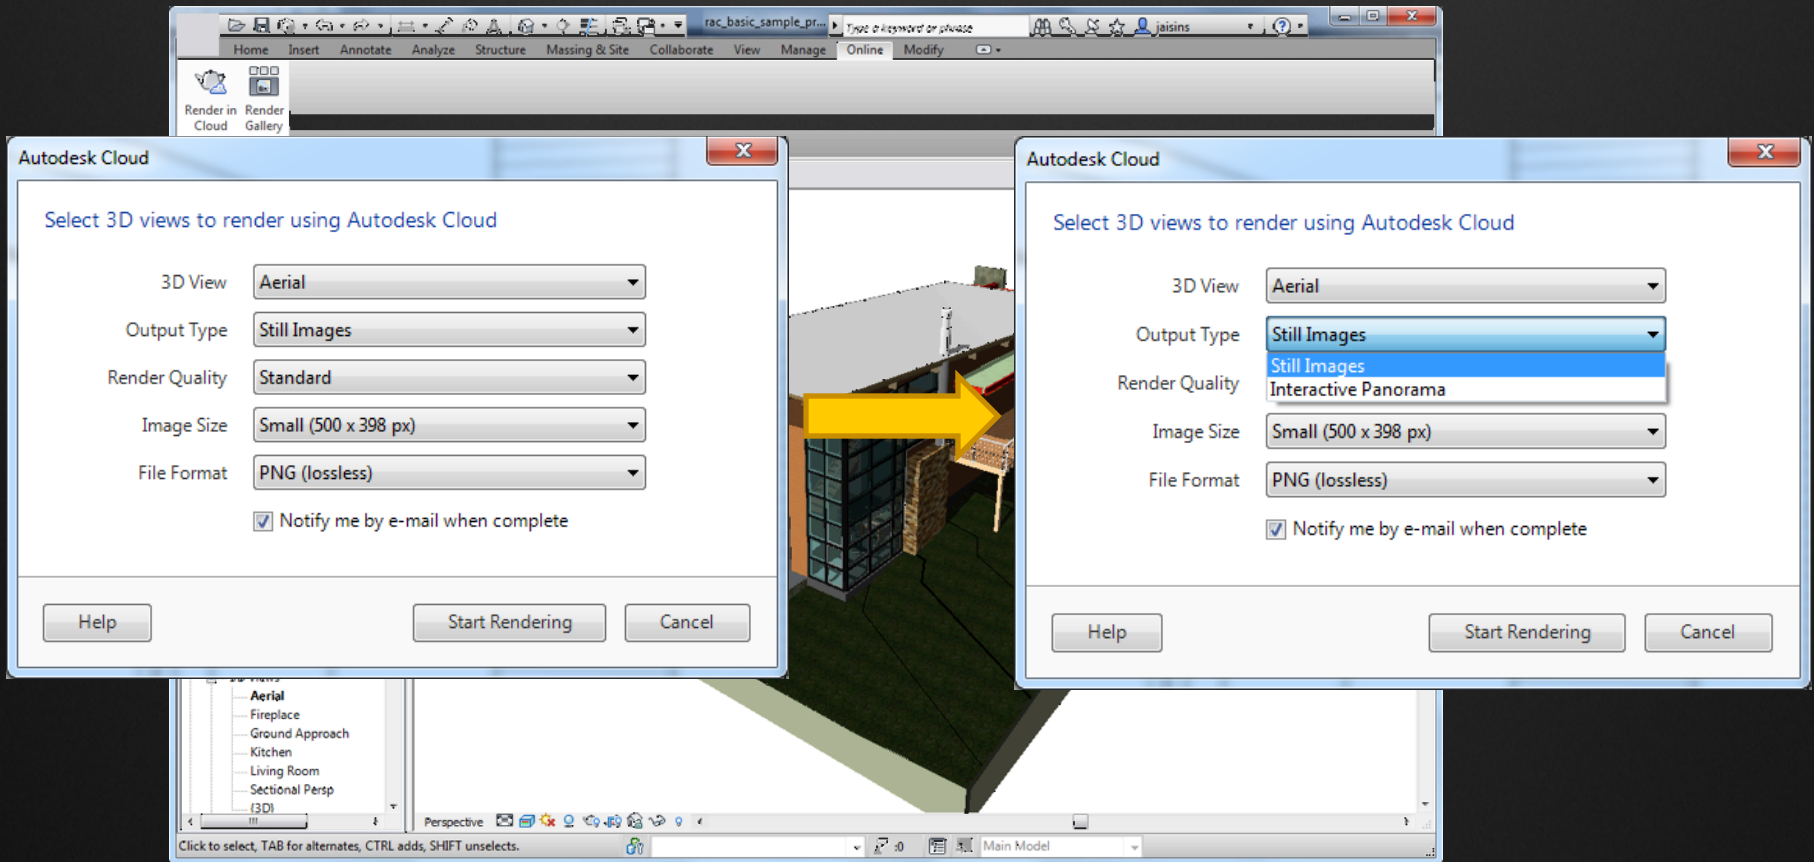 rac_basic_sample_pr...
Type a keyword or phrase
jaisins
Home Insert Annotate Analyze Structure Massing & Site Collaborate View Manage Online Modify
Render in Cloud
Render Gallery
Autodesk Cloud
Select 3D views to render using Autodesk Cloud
3D View Aerial
Output Type Still Images
Render Quality Standard
Image Size Small (500 x 398 px)
File Format PNG (lossless)
Notify me by e-mail when complete
Help Start Rendering Cancel
Autodesk Cloud
Select 3D views to render using Autodesk Cloud
3D View Aerial
Output Type Still Images
Still Images
Render Quality Interactive Panorama
Image Size Small (500 x 398 px)
File Format PNG (lossless)
Notify me by e-mail when complete
Help Start Rendering Cancel
3D Views
Aerial
Fireplace
Ground Approach
Kitchen
Living Room
Sectional Persp
{3D}
Perspective
Click to select, TAB for alternates, CTRL adds, SHIFT unselects.
:0
Main Model